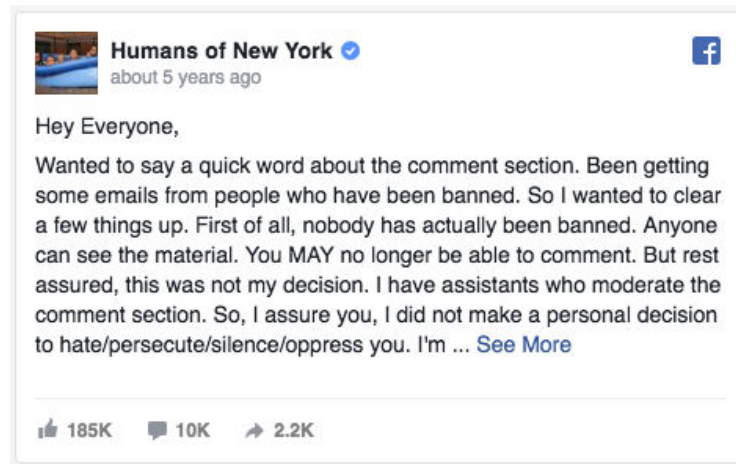 Humans of New York
about 5 years ago
Hey Everyone,
Wanted to say a quick word about the comment section. Been getting
some emails from people who have been banned. So I wanted to clear
a few things up. First of all, nobody has actually been banned. Anyone
can see the material. You MAY no longer be able to comment. But rest
assured, this was not my decision. I have assistants who moderate the
comment section. So, I assure you, I did not make a personal decision
to hate/persecute/silence/oppress you. I'm ... See More
185K 10K 2.2K